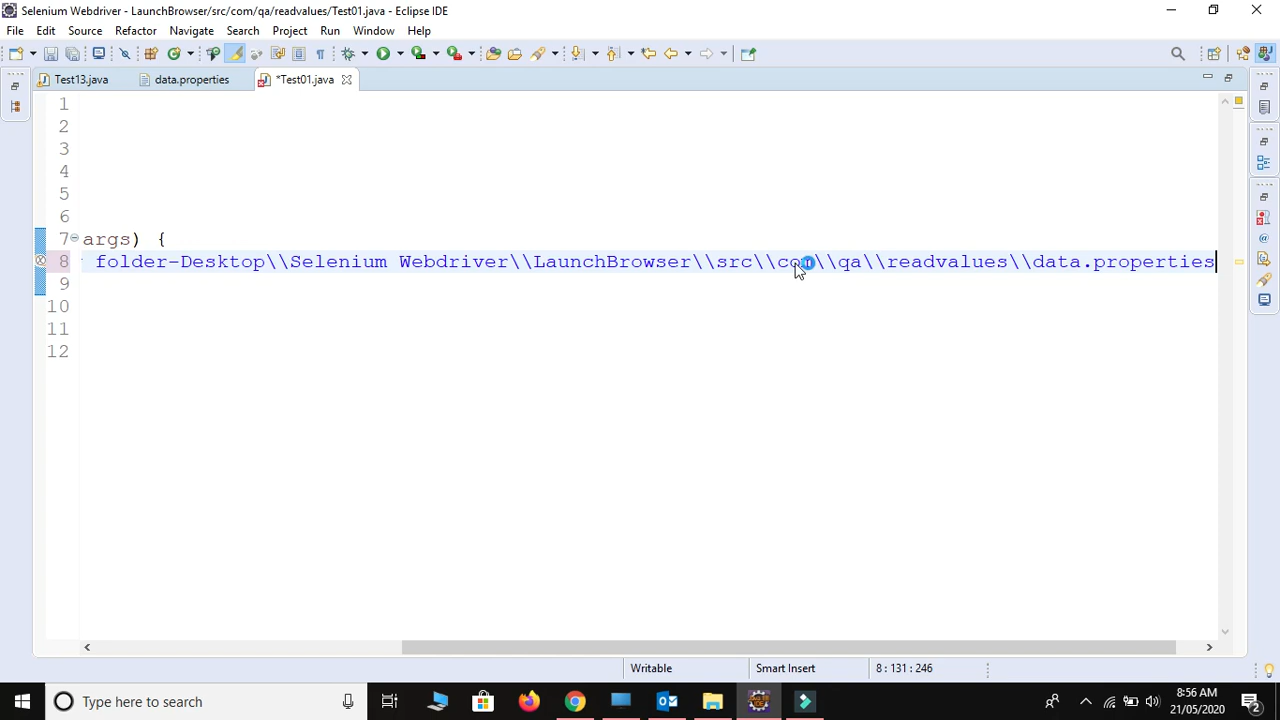 Selenium Webdriver - LaunchBrowser/src/com/qa/readvalues/Test01.java - Eclipse IDE
File Edit Source Refactor Navigate Search Project Run Window Help
Test13.java data.properties *Test01.java
1
2
3
4
5
6
7 args) {
8 folder-Desktop\\Selenium Webdriver\\LaunchBrowser\\src\\com\\qa\\readvalues\\data.properties
9
10
11
12
Writable Smart Insert 8 : 131 : 246
Type here to search
8:56 AM
21/05/2020
2